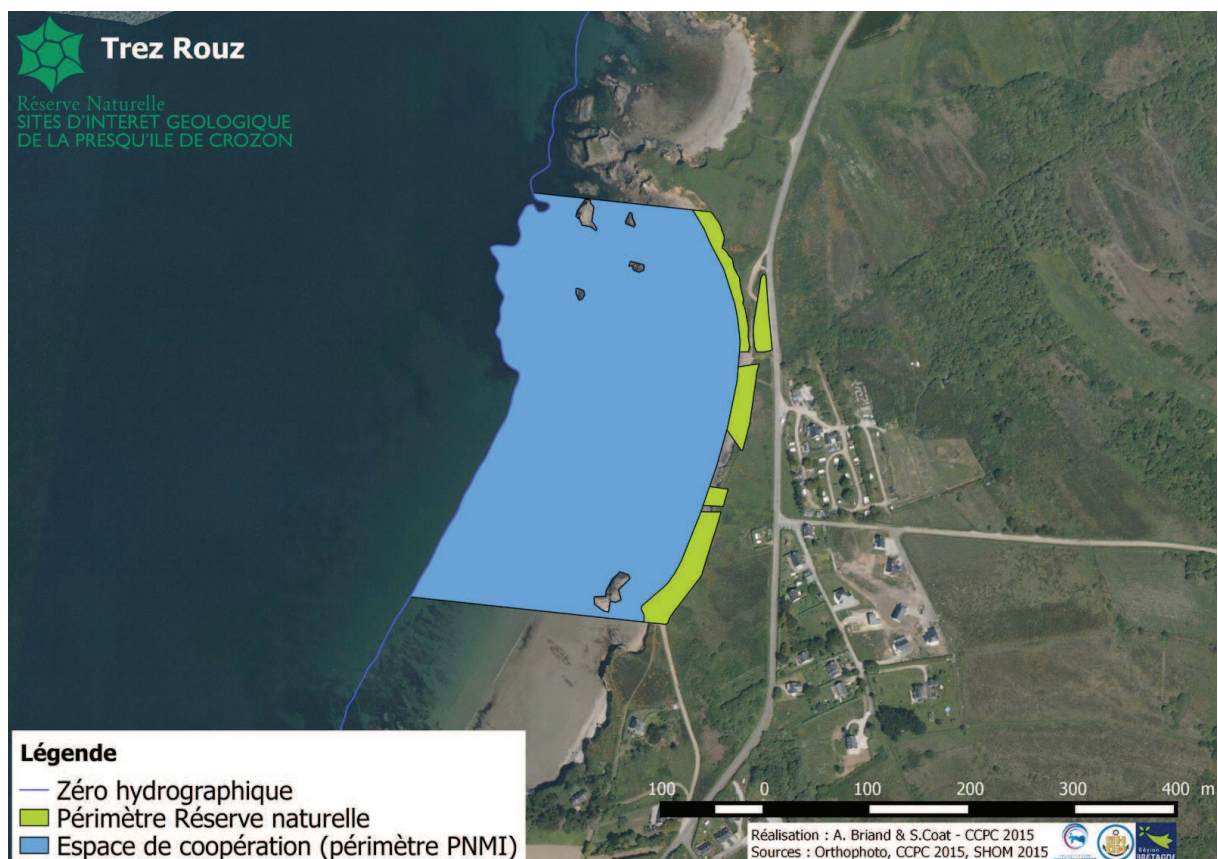 Trez Rouz
Réserve Naturelle
SITES D'INTERET GEOLOGIQUE
DE LA PRESQU'ILE DE CROZON
Légende
Zéro hydrographique
Périmètre Réserve naturelle
Espace de coopération (périmètre PNMI)
100 0 100 200 300 400 m
Réalisation : A. Briand & S.Coat - CCPC 2015
Sources : Orthophoto, CCPC 2015, SHOM 2015
Région
BRETAGNE